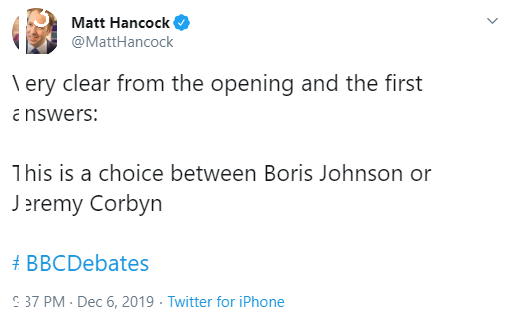 Matt Hancock
@MattHancock
Very clear from the opening and the first
answers:
This is a choice between Boris Johnson or
Jeremy Corbyn
#BBCDebates
37 PM · Dec 6, 2019 · Twitter for iPhone